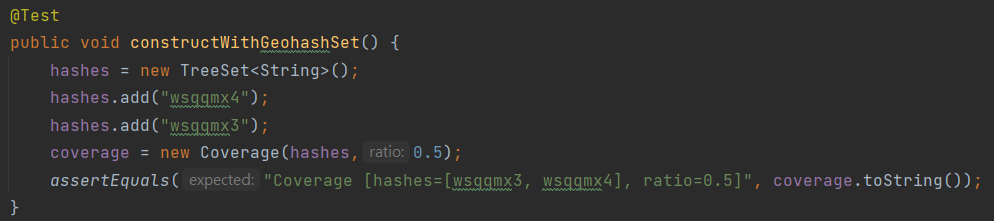 @Test
public void constructWithGeohashSet() {
    hashes = new TreeSet<String>();
    hashes.add("wsqqmx4");
    hashes.add("wsqqmx3");
    coverage = new Coverage(hashes, ratio: 0.5);
    assertEquals( expected: "Coverage [hashes=[wsqqmx3, wsqqmx4], ratio=0.5]", coverage.toString());
}